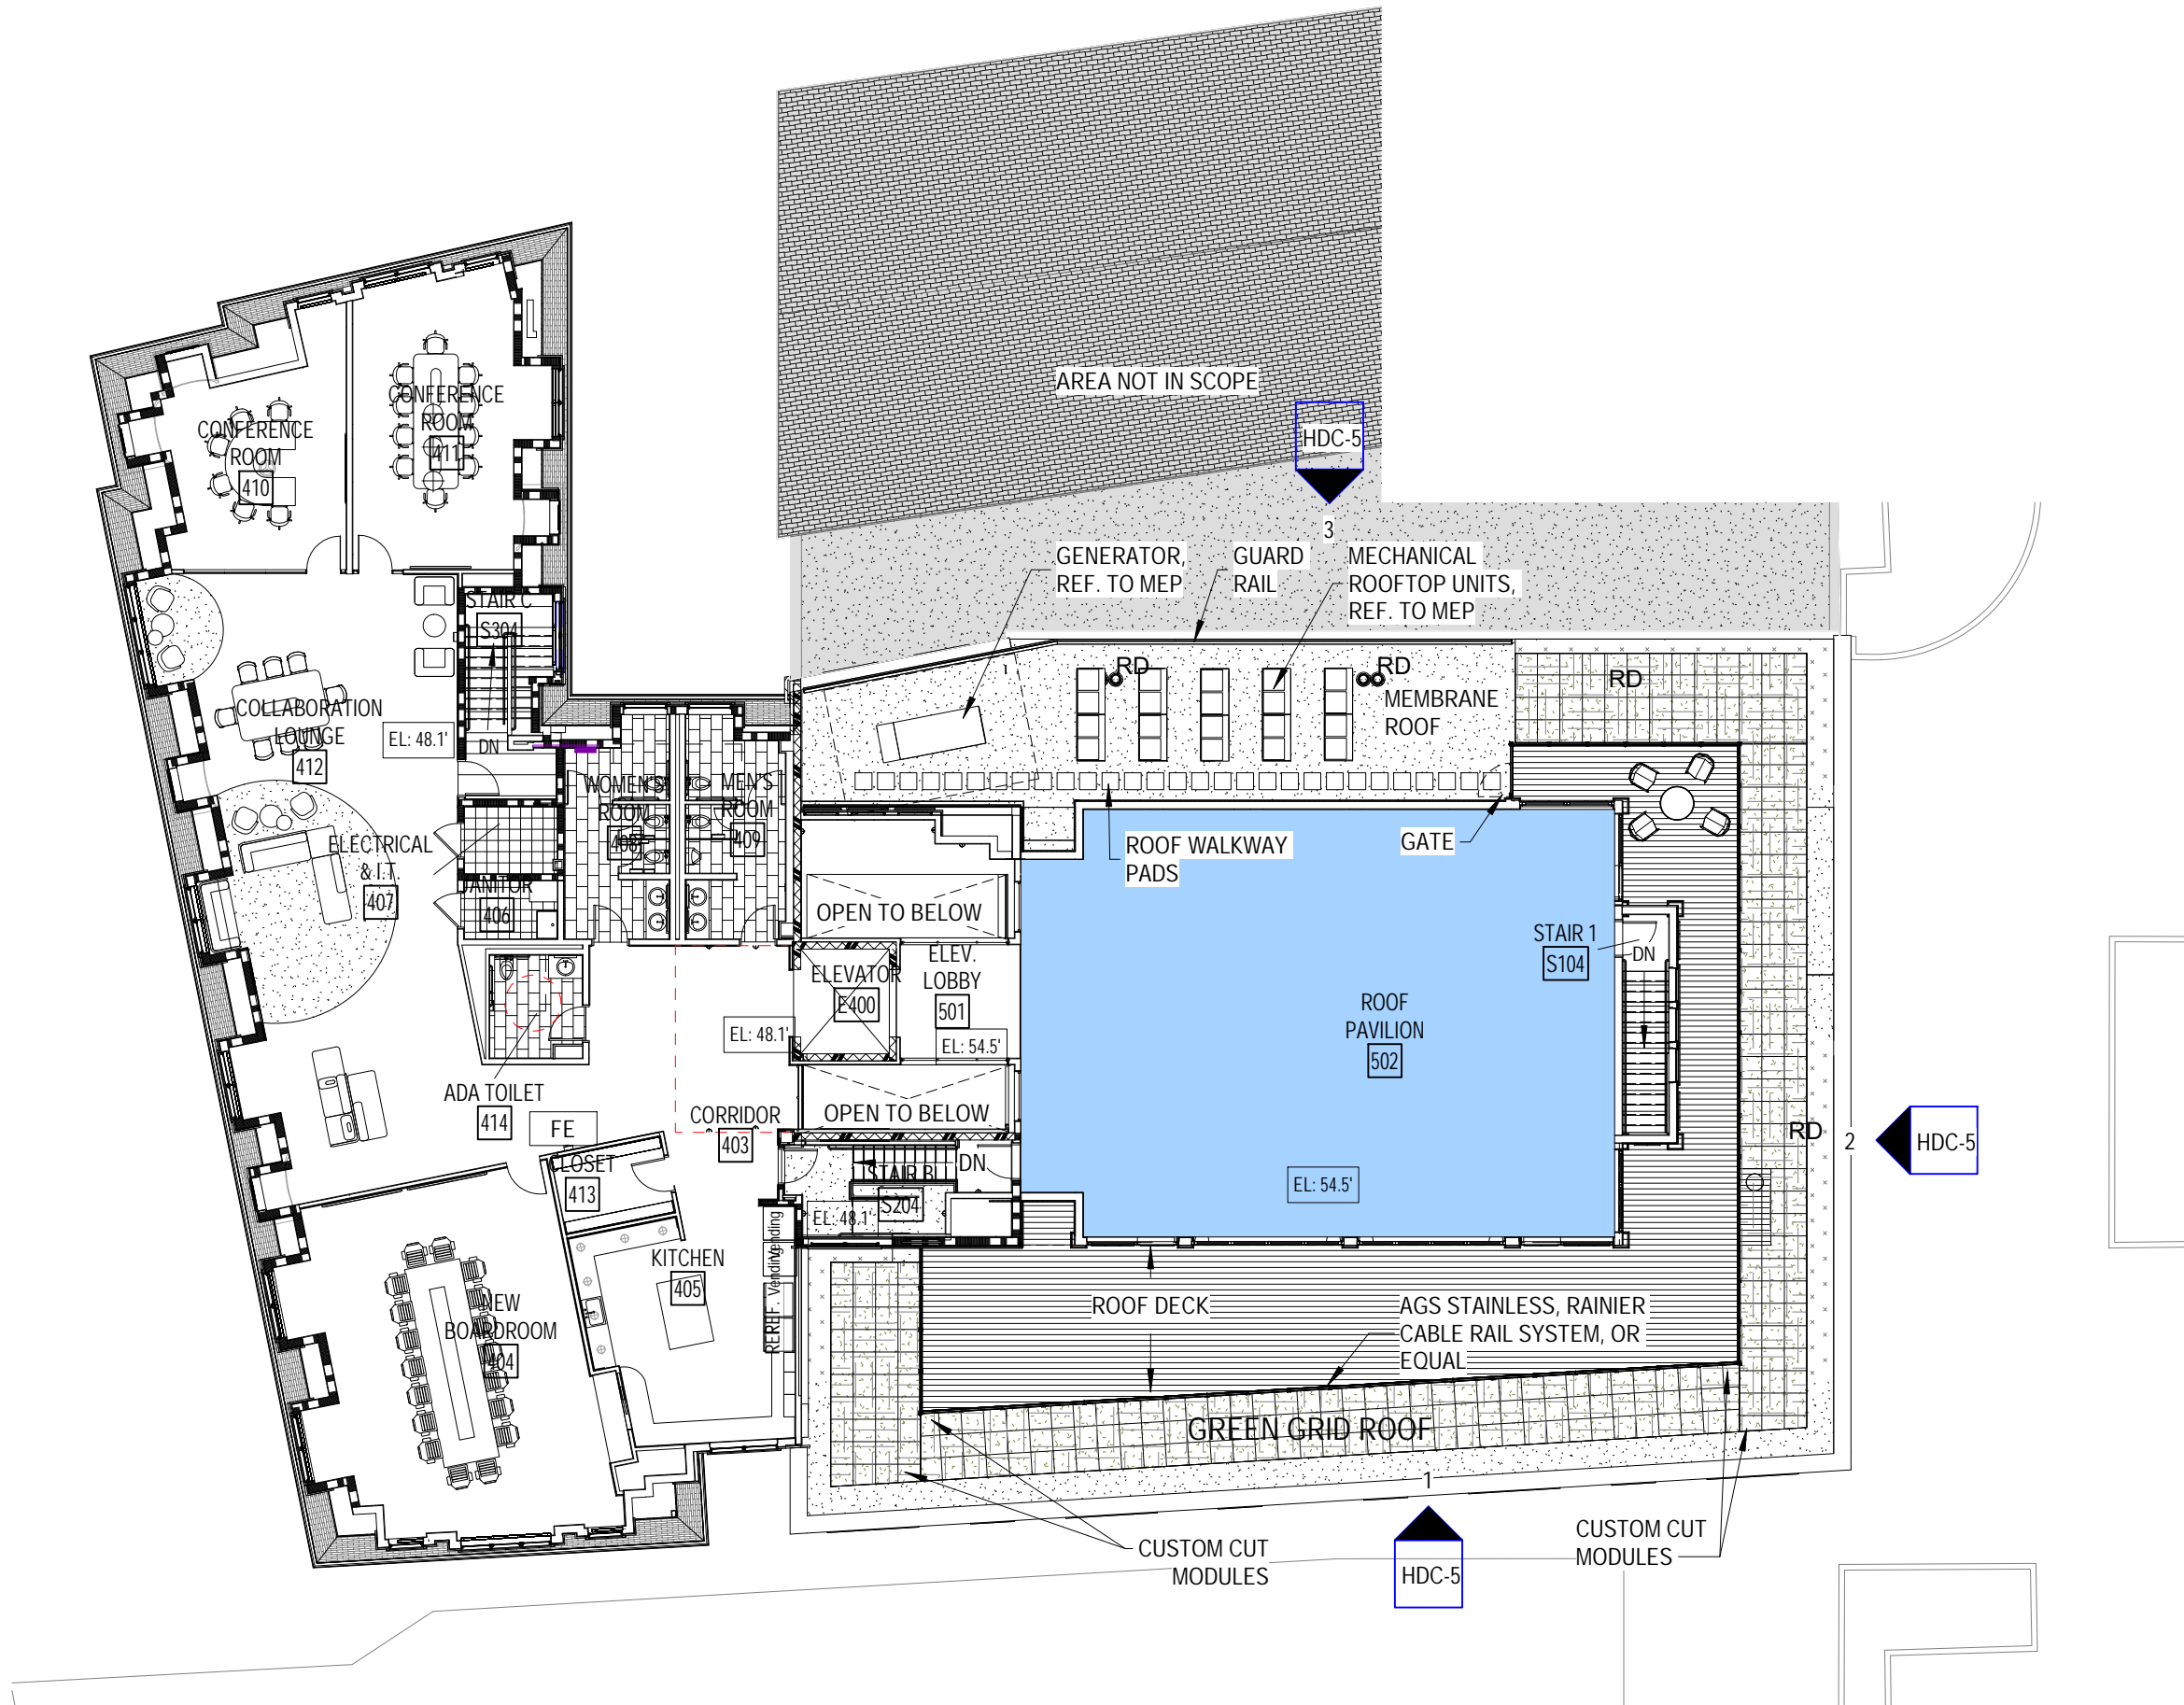 AREA NOT IN SCOPE
HDC-5
3
GENERATOR,
REF. TO MEP
GUARD
RAIL
MECHANICAL
ROOFTOP UNITS,
REF. TO MEP
CONFERENCE
ROOM
411
CONFERENCE
ROOM
410
STAIR C
S304
DN
COLLABORATION
LOUNGE
412
EL: 48.1'
RD
RD
MEMBRANE
ROOF
RD
WOMEN'S
ROOM
408
MEN'S
ROOM
409
ELECTRICAL
& I.T.
407
JANITOR
406
ROOF WALKWAY
PADS
GATE
OPEN TO BELOW
ELEVATOR
E400
ELEV.
LOBBY
501
EL: 48.1'
EL: 54.5'
STAIR 1
S104
DN
ROOF
PAVILION
502
EL: 54.5'
ADA TOILET
414
FE
CORRIDOR
403
OPEN TO BELOW
CLOSET
413
STAIR B
DN
S204
EL: 48.1'
RD
2
HDC-5
KITCHEN
405
Vending
Vending
REF.
REF.
NEW
BOARDROOM
404
ROOF DECK
AGS STAINLESS, RAINIER
CABLE RAIL SYSTEM, OR
EQUAL
GREEN GRID ROOF
1
HDC-5
CUSTOM CUT
MODULES
CUSTOM CUT
MODULES